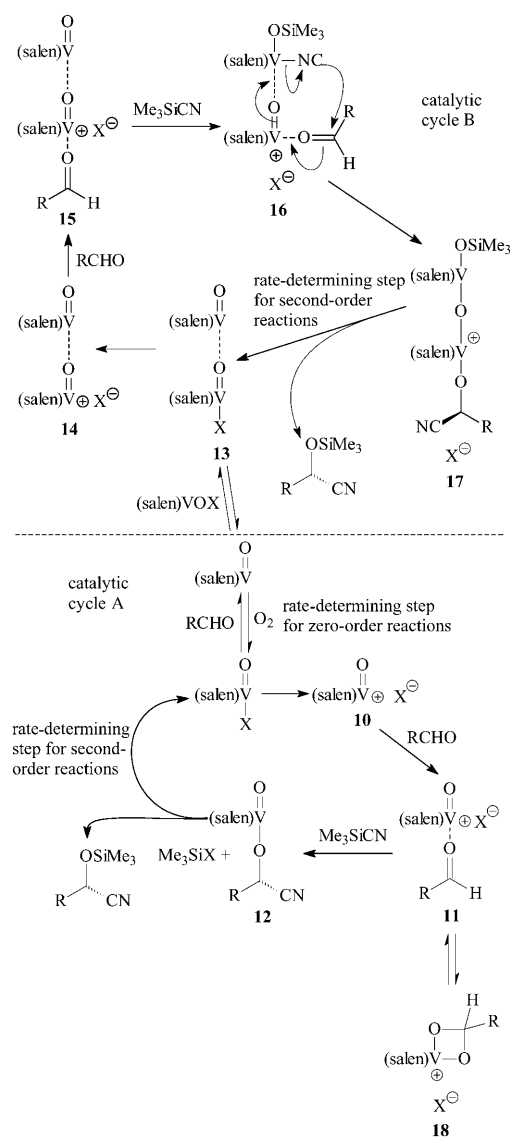 O
(salen)V
O
(salen)V⊕ X⊖
O
R H
15
Me3SiCN
OSiMe3
(salen)V—NC
O
R
(salen)V--O
H
⊕
X⊖
16
catalytic
cycle B
RCHO
O
(salen)V
O
(salen)V⊕ X⊖
14
O
(salen)V
O
(salen)V
X
13
rate-determining step
for second-order
reactions
OSiMe3
R CN
OSiMe3
(salen)V
O
⊕
(salen)V
O
NC R
X⊖
17
(salen)VOX
catalytic
cycle A
O
(salen)V
RCHO
O2
rate-determining step
for zero-order reactions
O
(salen)V
X
O
(salen)V⊕ X⊖
10
RCHO
rate-determining
step for second-
order reactions
O
(salen)V
O
R CN
12
Me3SiX +
OSiMe3
R CN
Me3SiCN
O
(salen)V⊕ X⊖
O
R H
11
H
O R
(salen)V—O
⊕
X⊖
18